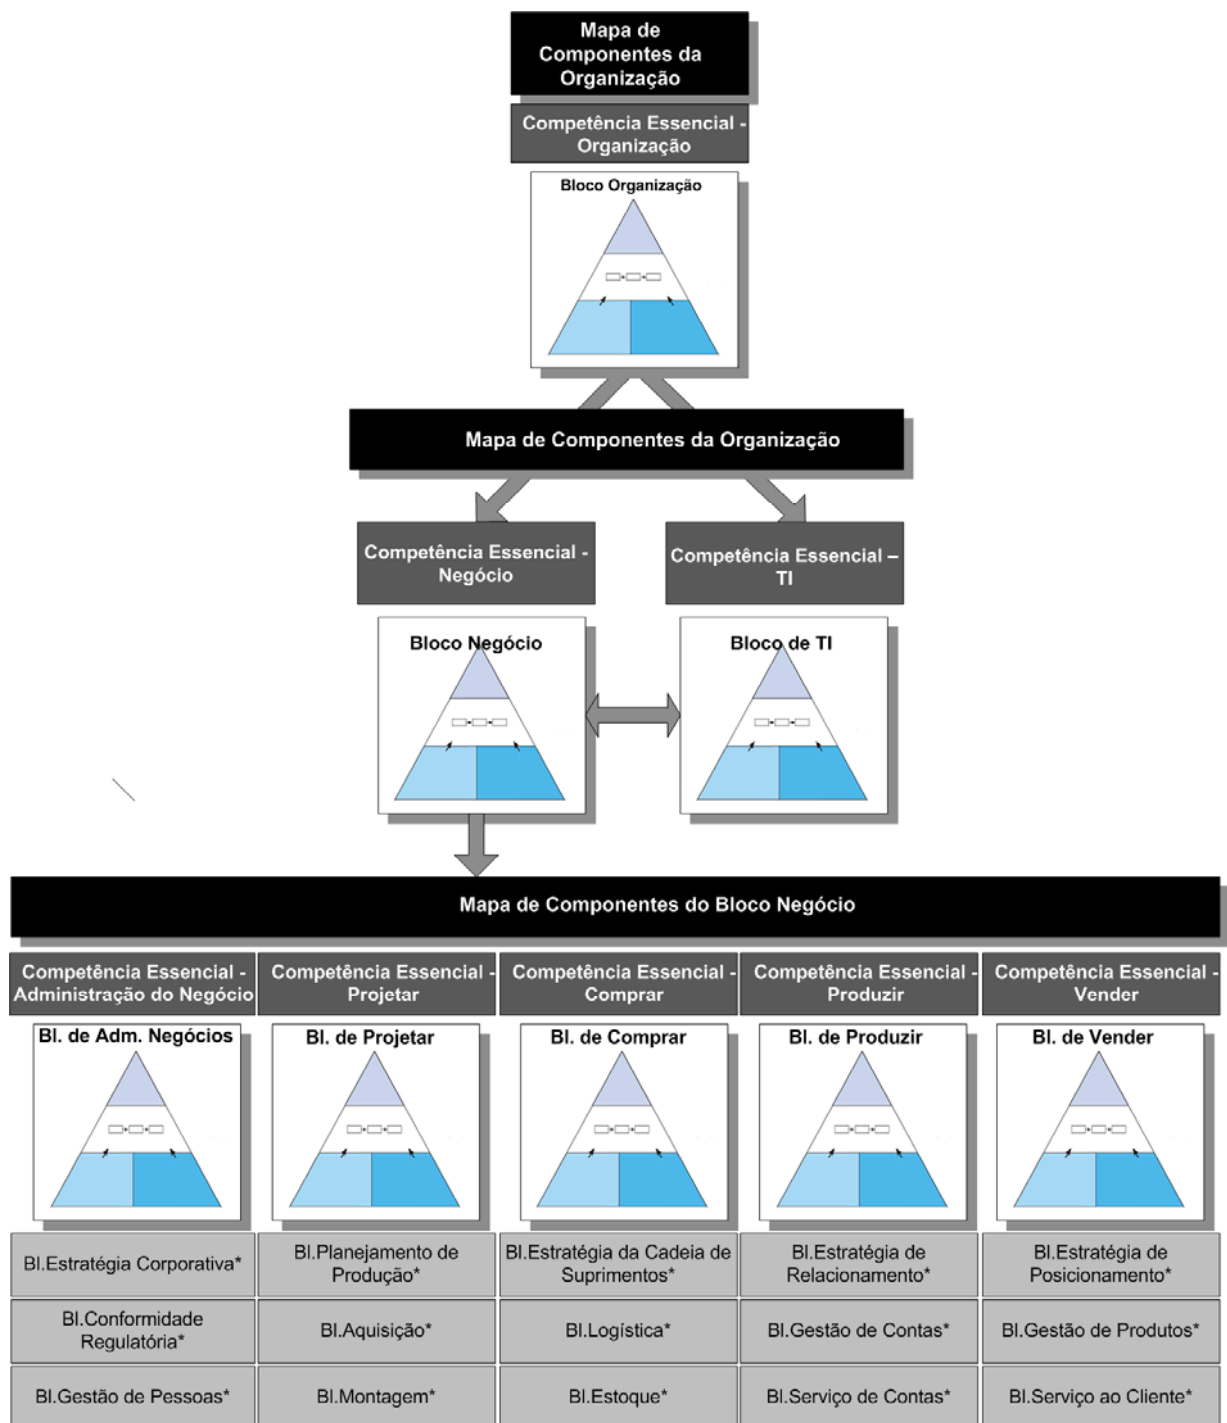 Mapa de
Componentes da
Organização
Competência Essencial -
Organização
Bloco Organização
Mapa de Componentes da Organização
Competência Essencial -
Negócio
Competência Essencial –
TI
Bloco Negócio
Bloco de TI
Mapa de Componentes do Bloco Negócio
Competência Essencial -
Administração do Negócio
Competência Essencial -
Projetar
Competência Essencial -
Comprar
Competência Essencial -
Produzir
Competência Essencial -
Vender
Bl. de Adm. Negócios
Bl. de Projetar
Bl. de Comprar
Bl. de Produzir
Bl. de Vender
Bl.Estratégia Corporativa*
Bl.Planejamento de
Produção*
Bl.Estratégia da Cadeia de
Suprimentos*
Bl.Estratégia de
Relacionamento*
Bl.Estratégia de
Posicionamento*
Bl.Conformidade
Regulatória*
Bl.Aquisição*
Bl.Logística*
Bl.Gestão de Contas*
Bl.Gestão de Produtos*
Bl.Gestão de Pessoas*
Bl.Montagem*
Bl.Estoque*
Bl.Serviço de Contas*
Bl.Serviço ao Cliente*